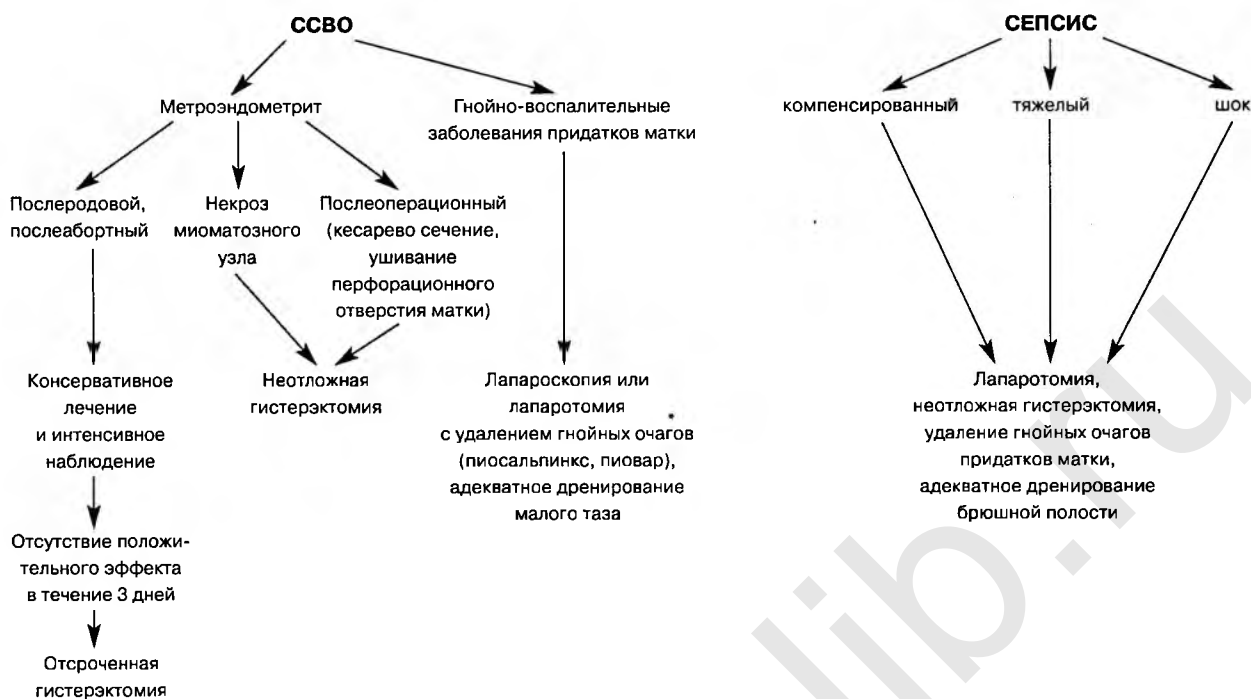 ССВО
Метроэндометрит
Гнойно-воспалительные
заболевания придатков матки
Послеродовой,
послеабортный
Некроз
миоматозного
узла
Послеоперационный
(кесарево сечение,
ушивание
перфорационного
отверстия матки)
Консервативное
лечение
и интенсивное
наблюдение
Неотложная
гистерэктомия
Лапароскопия или
лапаротомия
с удалением гнойных очагов
(пиосальпинкс, пиовар),
адекватное дренирование
малого таза
Отсутствие положи-
тельного эффекта
в течение 3 дней
Отсроченная
гистерэктомия
СЕПСИС
компенсированный
тяжелый
шок
Лапаротомия,
неотложная гистерэктомия,
удаление гнойных очагов
придатков матки,
адекватное дренирование
брюшной полости
lib.ru